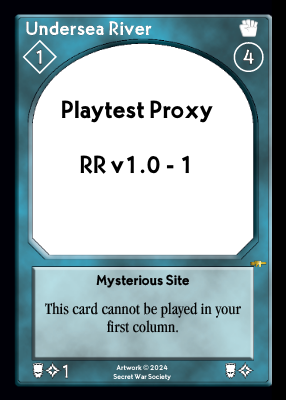 Undersea River
1
4
Playtest Proxy
RR v1.0 - 1
Mysterious Site
This card cannot be played in your
first column.
1
Artwork © 2024
Secret War Society